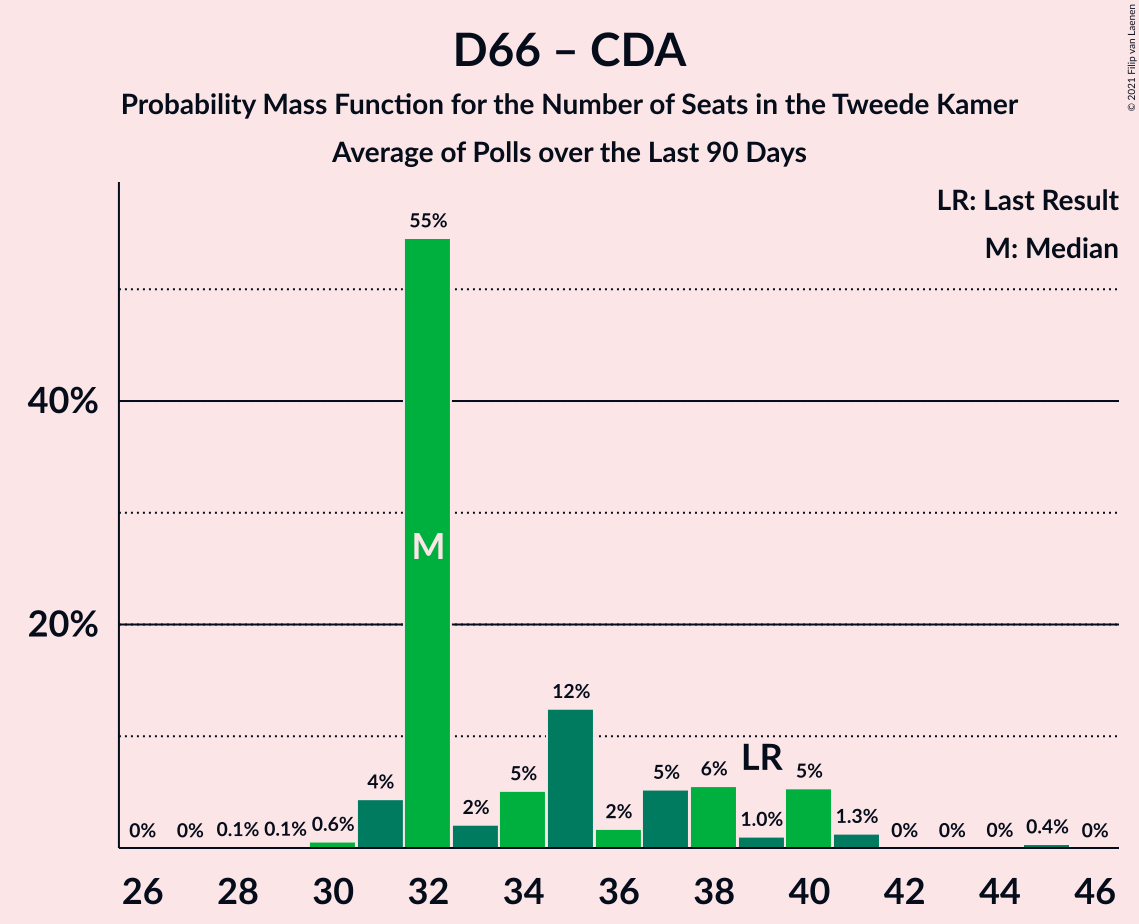 D66 – CDA
Probability Mass Function for the Number of Seats in the Tweede Kamer
Average of Polls over the Last 90 Days
© 2021 Filip van Laenen
LR: Last Result
M: Median
40%
20%
0%
0%
0.1%
0.1%
0.6%
4%
55%
M
2%
5%
12%
2%
5%
6%
LR
1.0%
5%
1.3%
0%
0%
0%
0.4%
0%
26 28 30 32 34 36 38 40 42 44 46